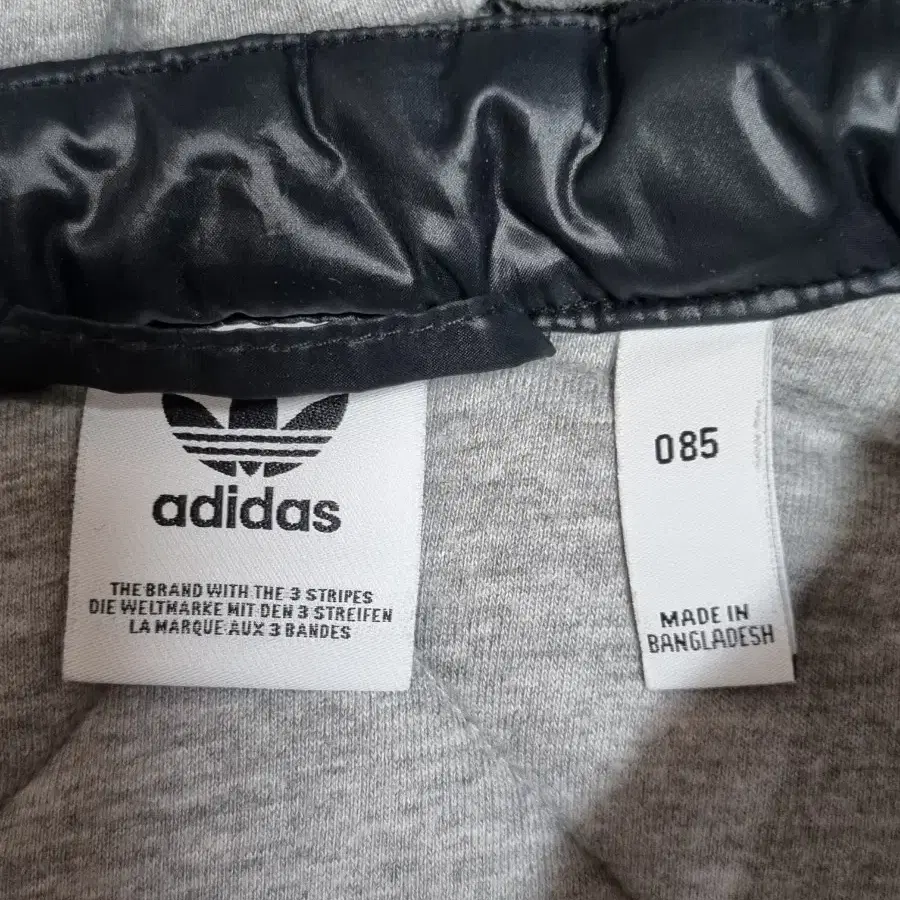 adidas
THE BRAND WITH THE 3 STRIPES
DIE WELTMARKE MIT DEN 3 STREIFEN
LA MARQUE AUX 3 BANDES
085
MADE IN
BANGLADESH